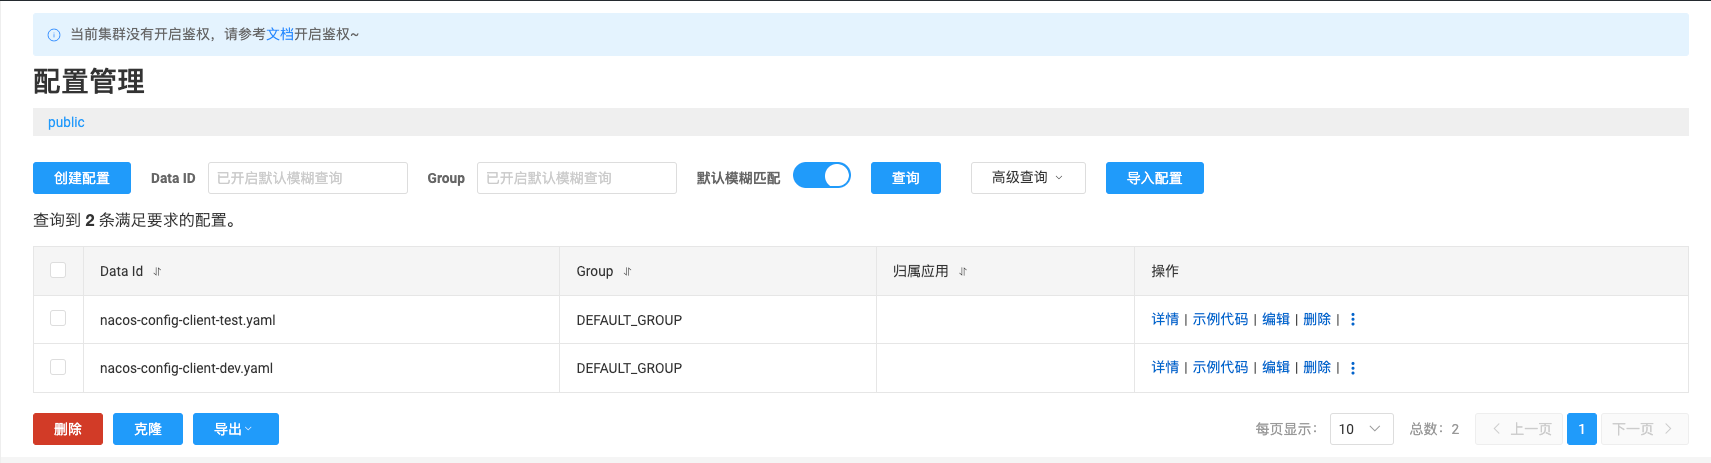 当前集群没有开启鉴权，请参考文档开启鉴权~
配置管理
public
创建配置 Data ID 已开启默认模糊查询 Group 已开启默认模糊查询 默认模糊匹配 查询 高级查询 导入配置
查询到 2 条满足要求的配置。
Data Id Group 归属应用 操作
nacos-config-client-test.yaml DEFAULT_GROUP 详情 | 示例代码 | 编辑 | 删除 |
nacos-config-client-dev.yaml DEFAULT_GROUP 详情 | 示例代码 | 编辑 | 删除 |
删除 克隆 导出 每页显示： 10 总数：2 上一页 1 下一页